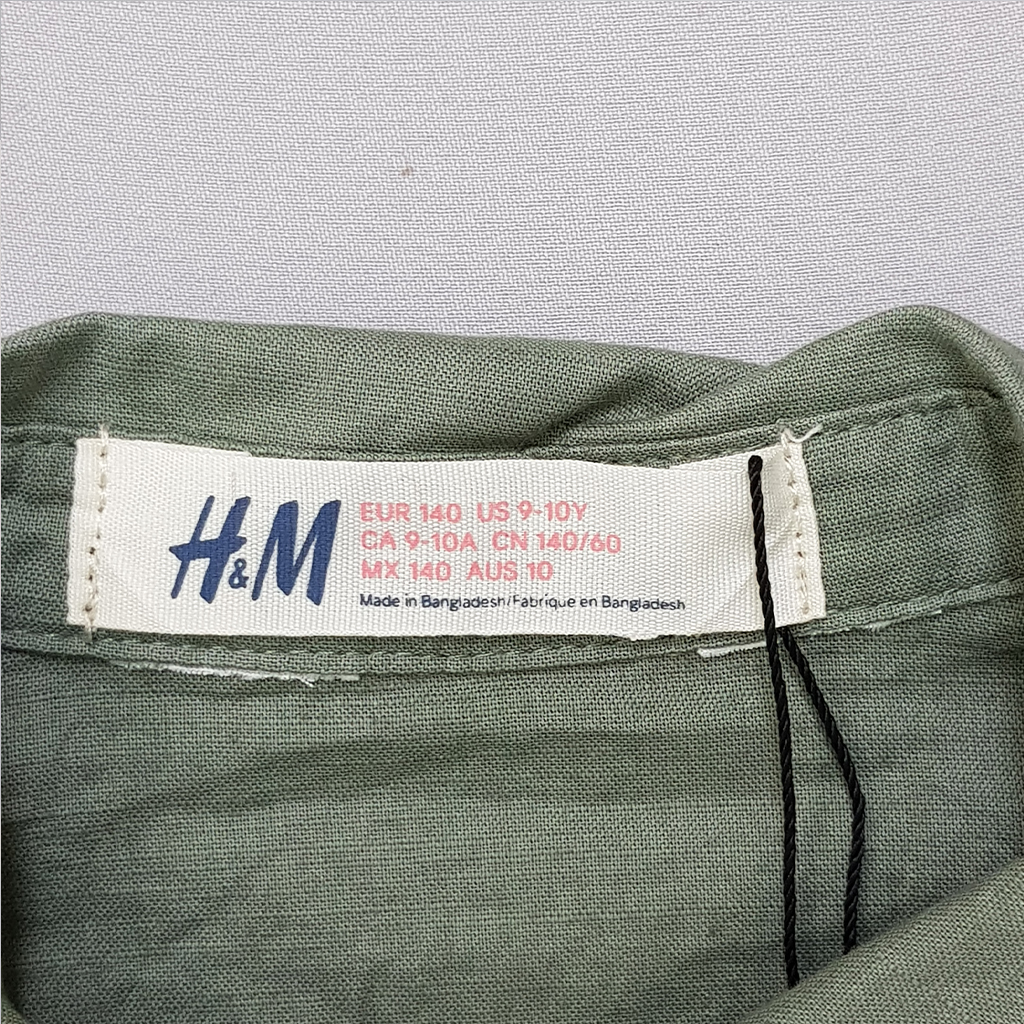 H&M
EUR 140 US 9-10Y
CA 9-10A CN 140/60
MX 140 AUS 10
Made in Bangladesh/Fabrique en Bangladesh